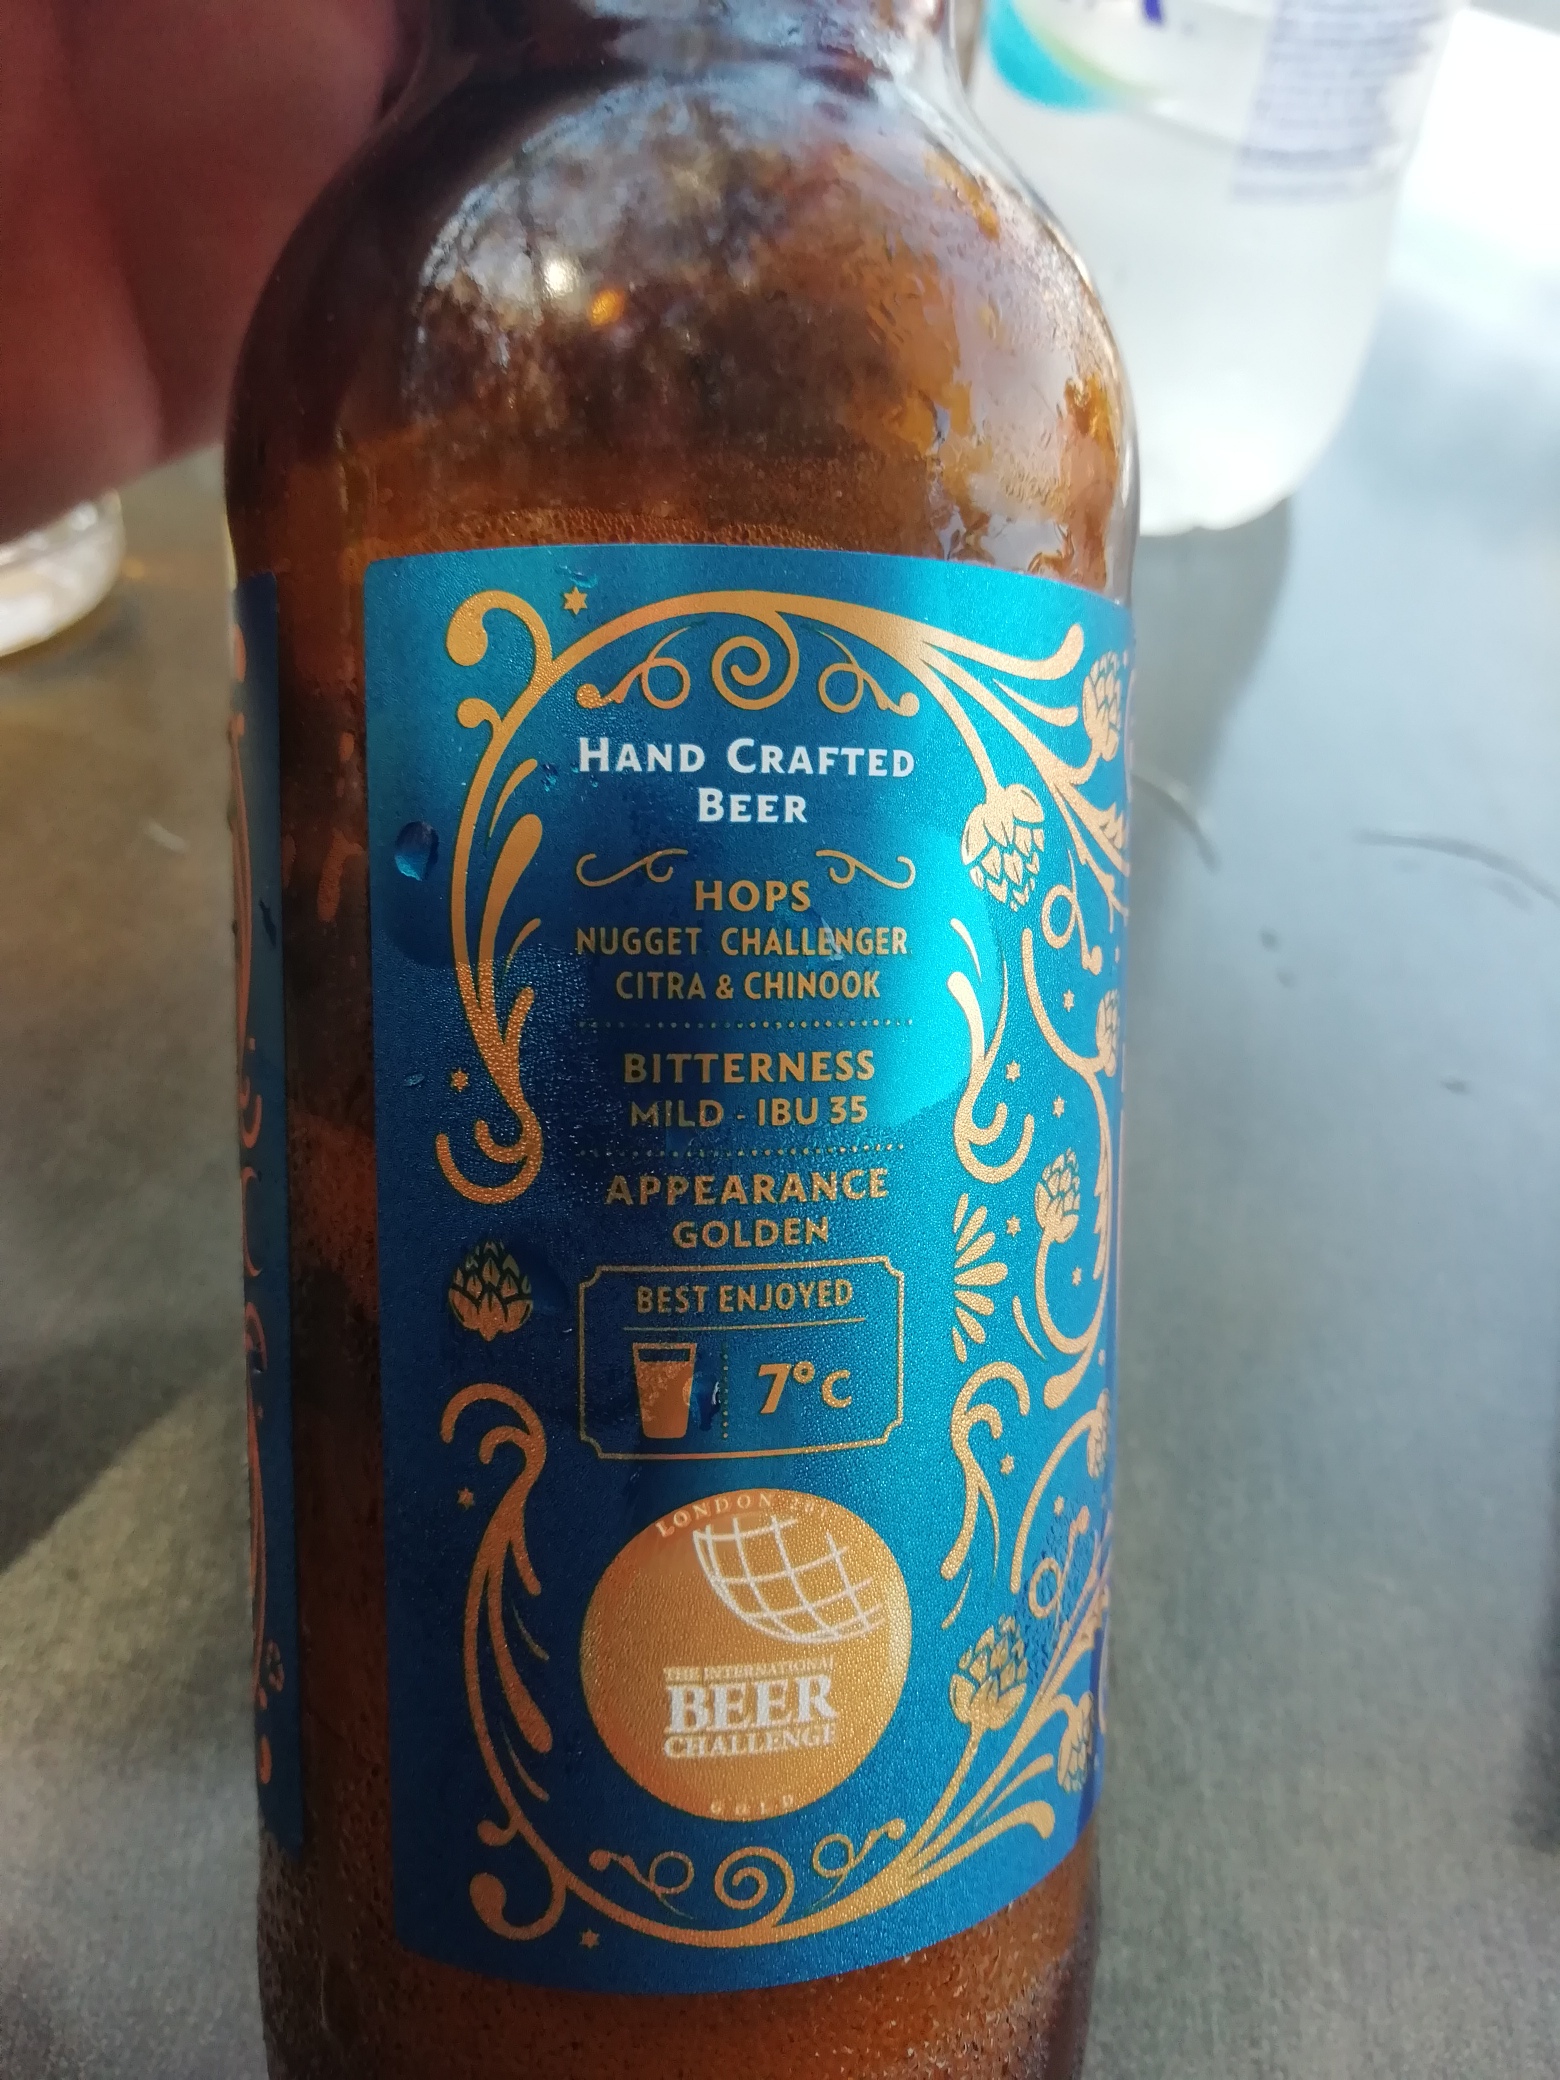 HAND CRAFTED
BEER
HOPS
NUGGET CHALLENGER
CITRA & CHINOOK
BITTERNESS
MILD - IBU 35
APPEARANCE
GOLDEN
BEST ENJOYED
7°C
LONDON
THE INTERNATIONAL
BEER
CHALLENGE
GOLD